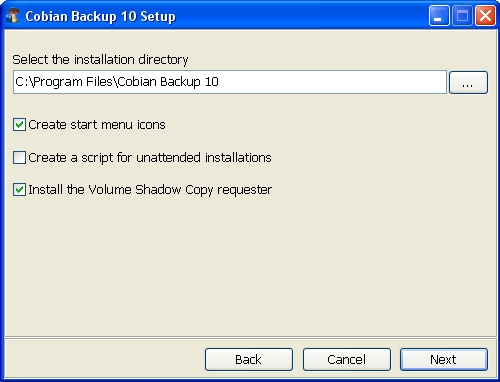 Cobian Backup 10 Setup
Select the installation directory
C:\Program Files\Cobian Backup 10
...
Create start menu icons
Create a script for unattended installations
Install the Volume Shadow Copy requester
Back
Cancel
Next